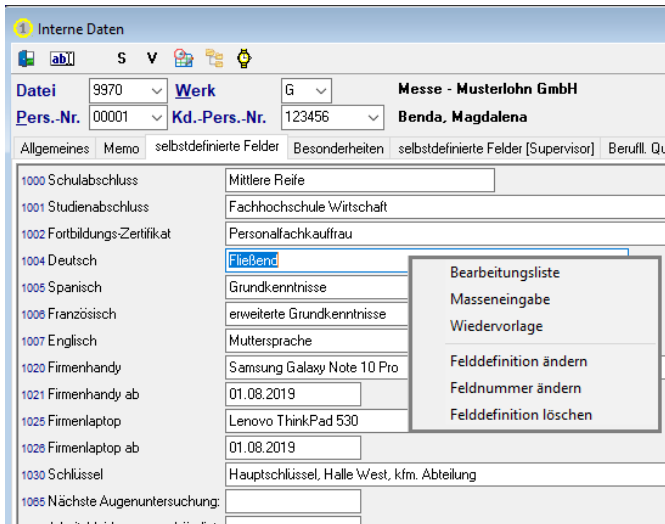 1 Interne Daten
abI S V
Datei 9970 Werk G Messe - Musterlohn GmbH
Pers.-Nr. 00001 Kd.-Pers.-Nr. 123456 Benda, Magdalena
Allgemeines Memo selbstdefinierte Felder Besonderheiten selbstdefinierte Felder [Supervisor] Berufll. Qu
1000 Schulabschluss Mittlere Reife
1001 Studienabschluss Fachhochschule Wirtschaft
1002 Fortbildungs-Zertifikat Personalfachkauffrau
1004 Deutsch Fließend
1005 Spanisch Grundkenntnisse
1006 Französisch erweiterte Grundkenntnisse
1007 Englisch Muttersprache
1020 Firmenhandy Samsung Galaxy Note 10 Pro
1021 Firmenhandy ab 01.08.2019
1025 Firmenlaptop Lenovo ThinkPad 530
1026 Firmenlaptop ab 01.08.2019
1030 Schlüssel Hauptschlüssel, Halle West, kfm. Abteilung
1065 Nächste Augenuntersuchung:
Bearbeitungsliste
Masseneingabe
Wiedervorlage
Felddefinition ändern
Feldnummer ändern
Felddefinition löschen